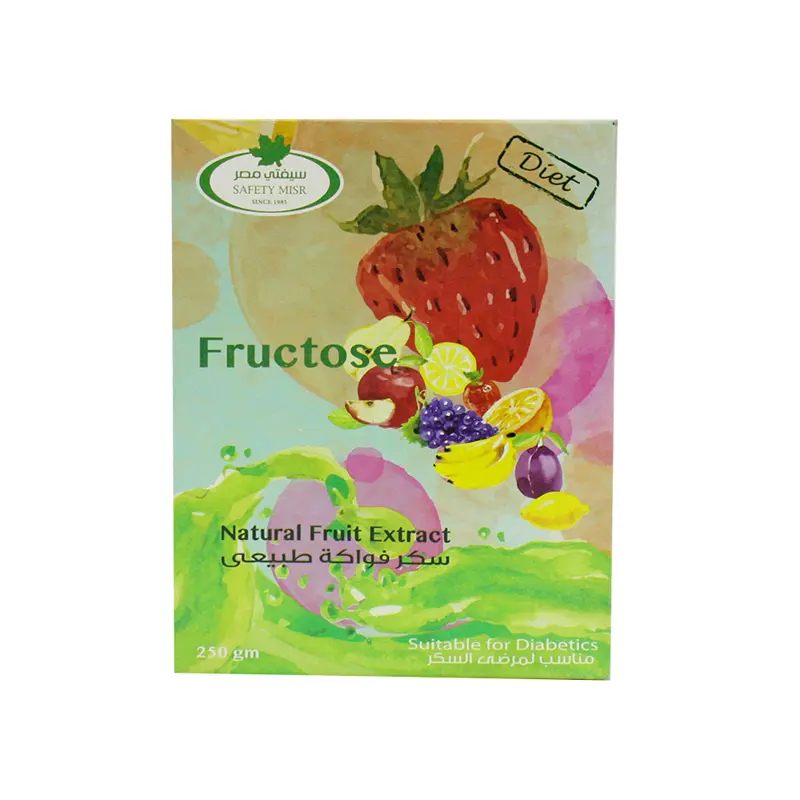 سيفتي مصر
SAFETY MISR
SINCE 1985
Diet
Fructose
Natural Fruit Extract
سكر فواكة طبيعى
250 gm
Suitable for Diabetics
مناسب لمرضى السكر